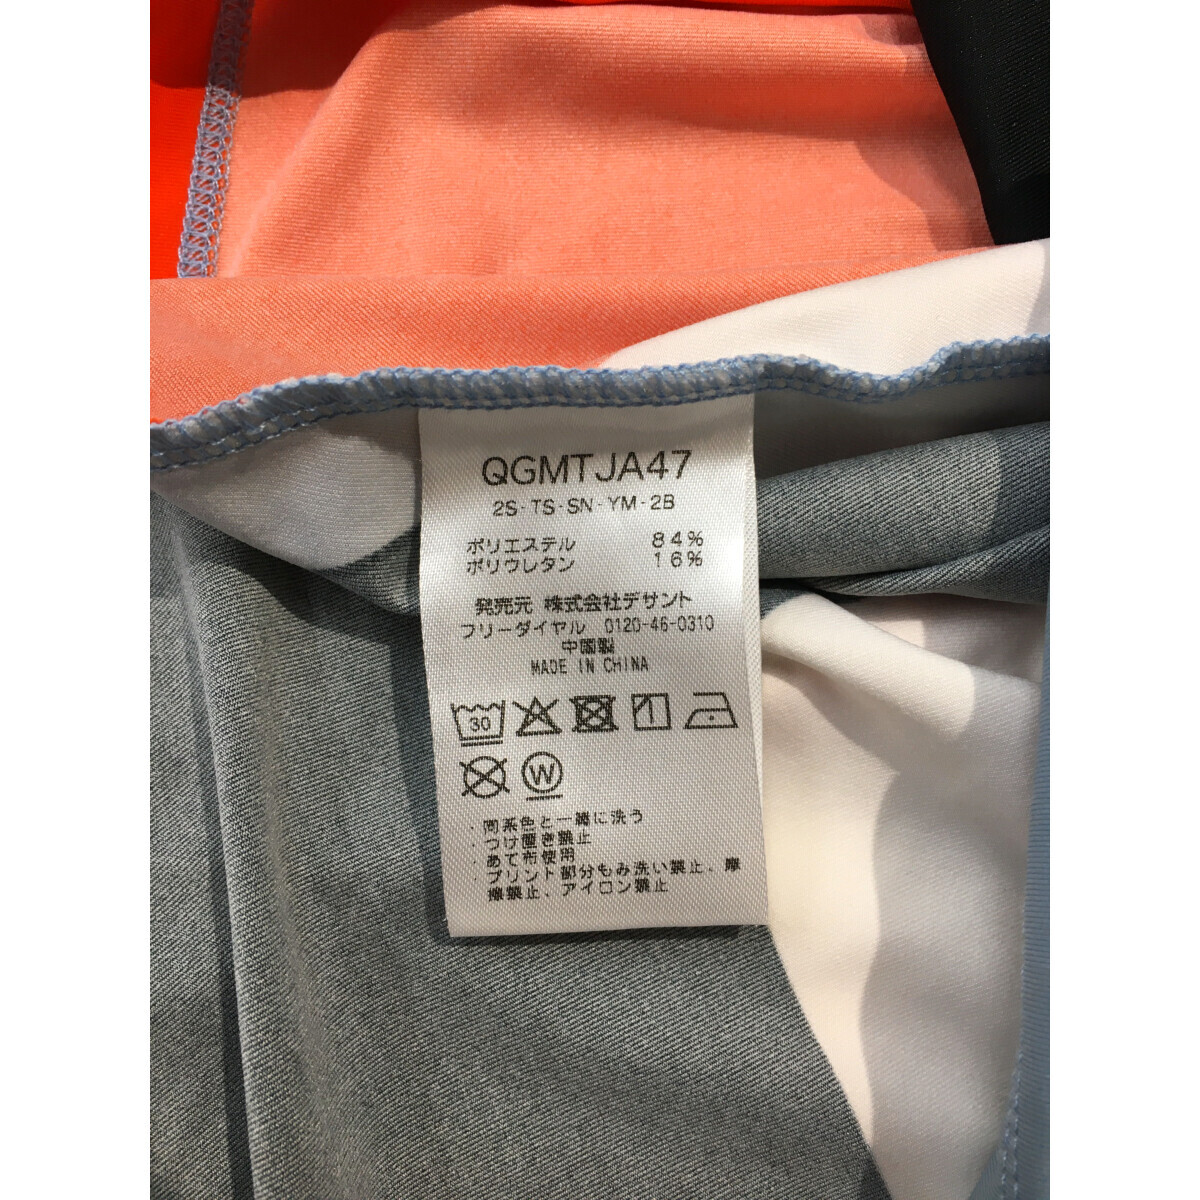 QGMTJA47
2S-TS-SN-YM-2B
ポリエステル 84%
ポリウレタン 16%
発売元 株式会社デサント
フリーダイヤル 0120-46-0310
中国製
MADE IN CHINA
30
W
・同系色と一緒に洗う
・つけ置き禁止
・あて布使用
・プリント部分もみ洗い禁止、摩
擦禁止、アイロン禁止